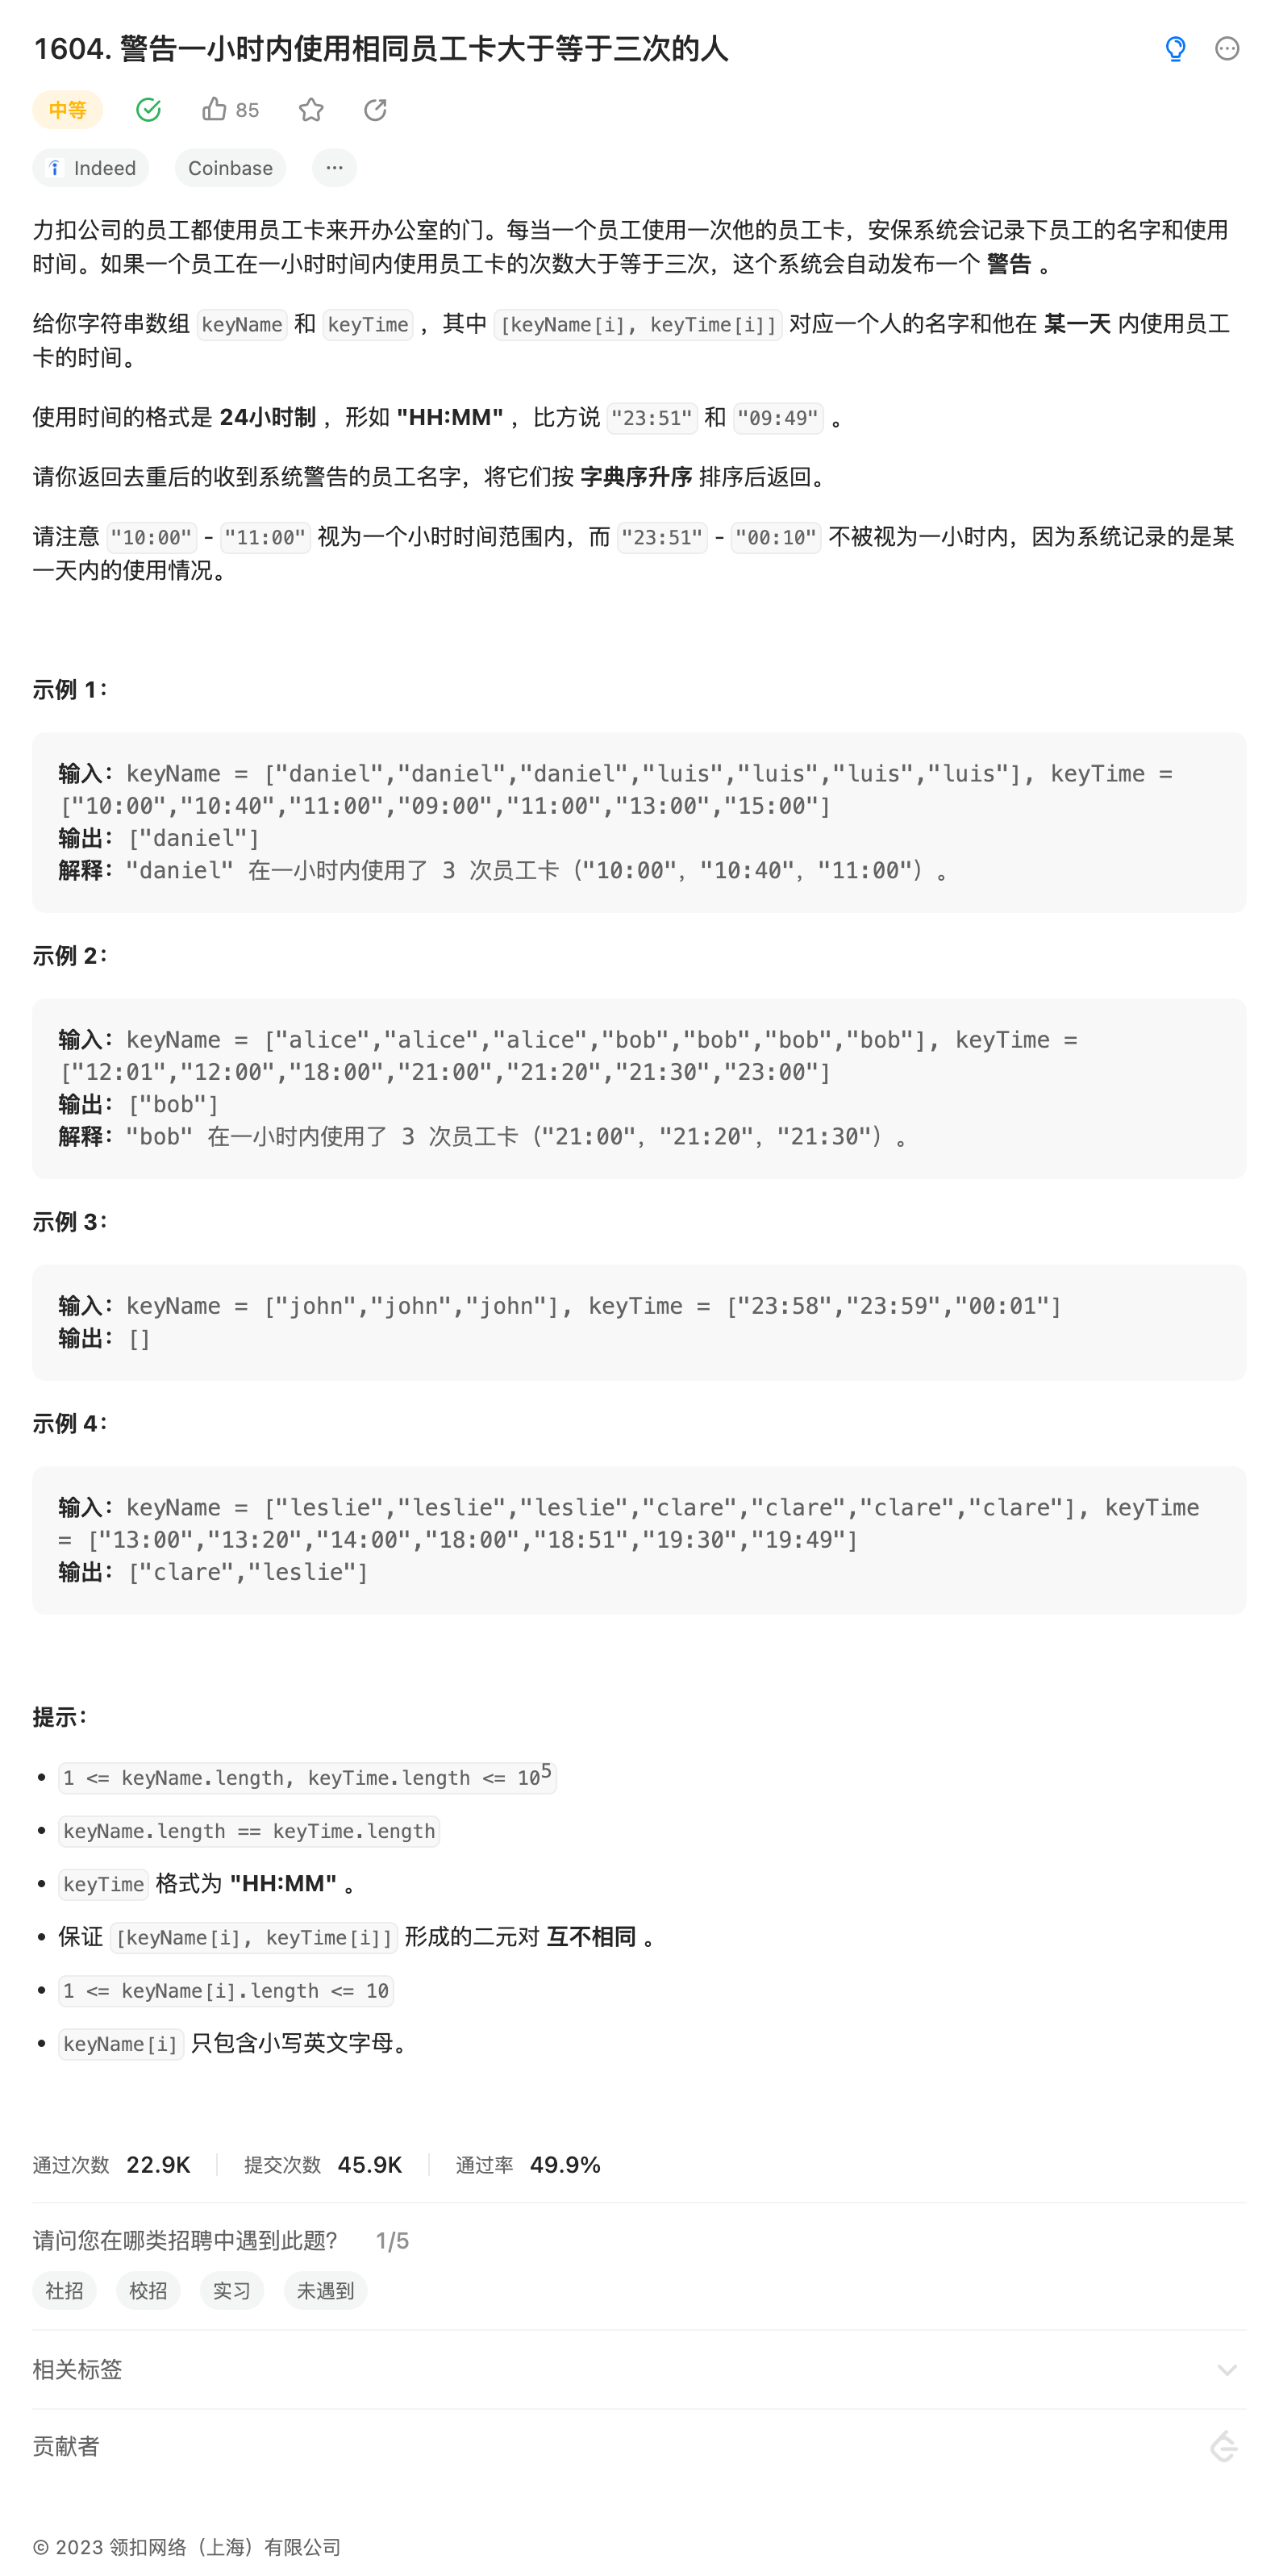 1604. 警告一小时内使用相同员工卡大于等于三次的人
中等 85
Indeed Coinbase ···
力扣公司的员工都使用员工卡来开办公室的门。每当一个员工使用一次他的员工卡，安保系统会记录下员工的名字和使用
时间。如果一个员工在一小时时间内使用员工卡的次数大于等于三次，这个系统会自动发布一个 警告 。
给你字符串数组 keyName 和 keyTime ，其中 [keyName[i], keyTime[i]] 对应一个人的名字和他在 某一天 内使用员工
卡的时间。
使用时间的格式是 24小时制 ，形如 "HH:MM" ，比方说 "23:51" 和 "09:49" 。
请你返回去重后的收到系统警告的员工名字，将它们按 字典序升序 排序后返回。
请注意 "10:00" - "11:00" 视为一个小时时间范围内，而 "23:51" - "00:10" 不被视为一小时内，因为系统记录的是某
一天内的使用情况。
示例 1：
输入：keyName = ["daniel","daniel","daniel","luis","luis","luis","luis"], keyTime =
["10:00","10:40","11:00","09:00","11:00","13:00","15:00"]
输出：["daniel"]
解释："daniel" 在一小时内使用了 3 次员工卡（"10:00"，"10:40"，"11:00"）。
示例 2：
输入：keyName = ["alice","alice","alice","bob","bob","bob","bob"], keyTime =
["12:01","12:00","18:00","21:00","21:20","21:30","23:00"]
输出：["bob"]
解释："bob" 在一小时内使用了 3 次员工卡（"21:00"，"21:20"，"21:30"）。
示例 3：
输入：keyName = ["john","john","john"], keyTime = ["23:58","23:59","00:01"]
输出：[]
示例 4：
输入：keyName = ["leslie","leslie","leslie","clare","clare","clare","clare"], keyTime
= ["13:00","13:20","14:00","18:00","18:51","19:30","19:49"]
输出：["clare","leslie"]
提示：
• 1 <= keyName.length, keyTime.length <= 10⁵
• keyName.length == keyTime.length
• keyTime 格式为 "HH:MM" 。
• 保证 [keyName[i], keyTime[i]] 形成的二元对 互不相同 。
• 1 <= keyName[i].length <= 10
• keyName[i] 只包含小写英文字母。
通过次数 22.9K 提交次数 45.9K 通过率 49.9%
请问您在哪类招聘中遇到此题？ 1/5
社招 校招 实习 未遇到
相关标签
贡献者
© 2023 领扣网络（上海）有限公司